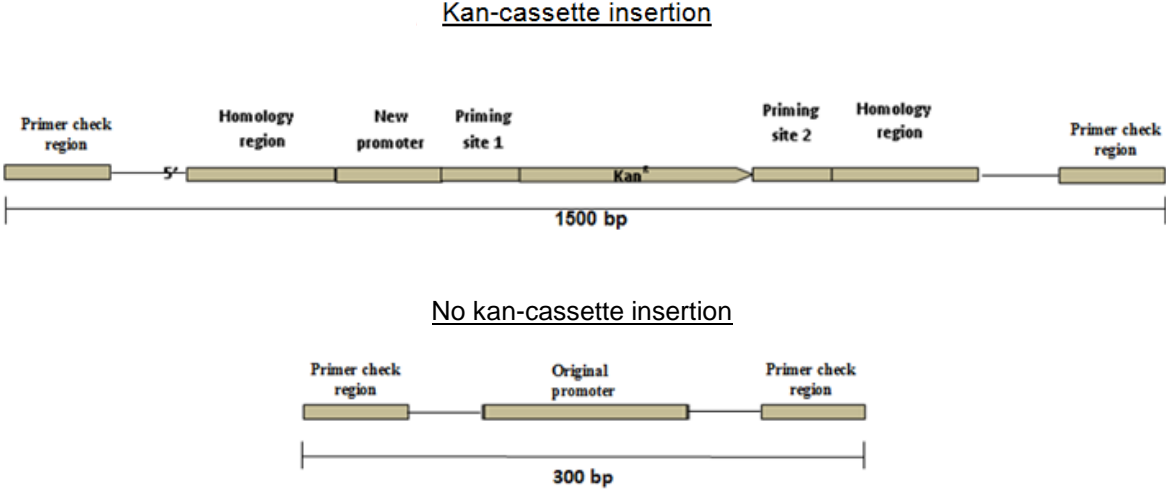 Kan-cassette insertion
Primer check
region
5'
Homology
region
New
promoter
Priming
site 1
Kan^R
Priming
site 2
Homology
region
Primer check
region
1500 bp
No kan-cassette insertion
Primer check
region
Original
promoter
Primer check
region
300 bp